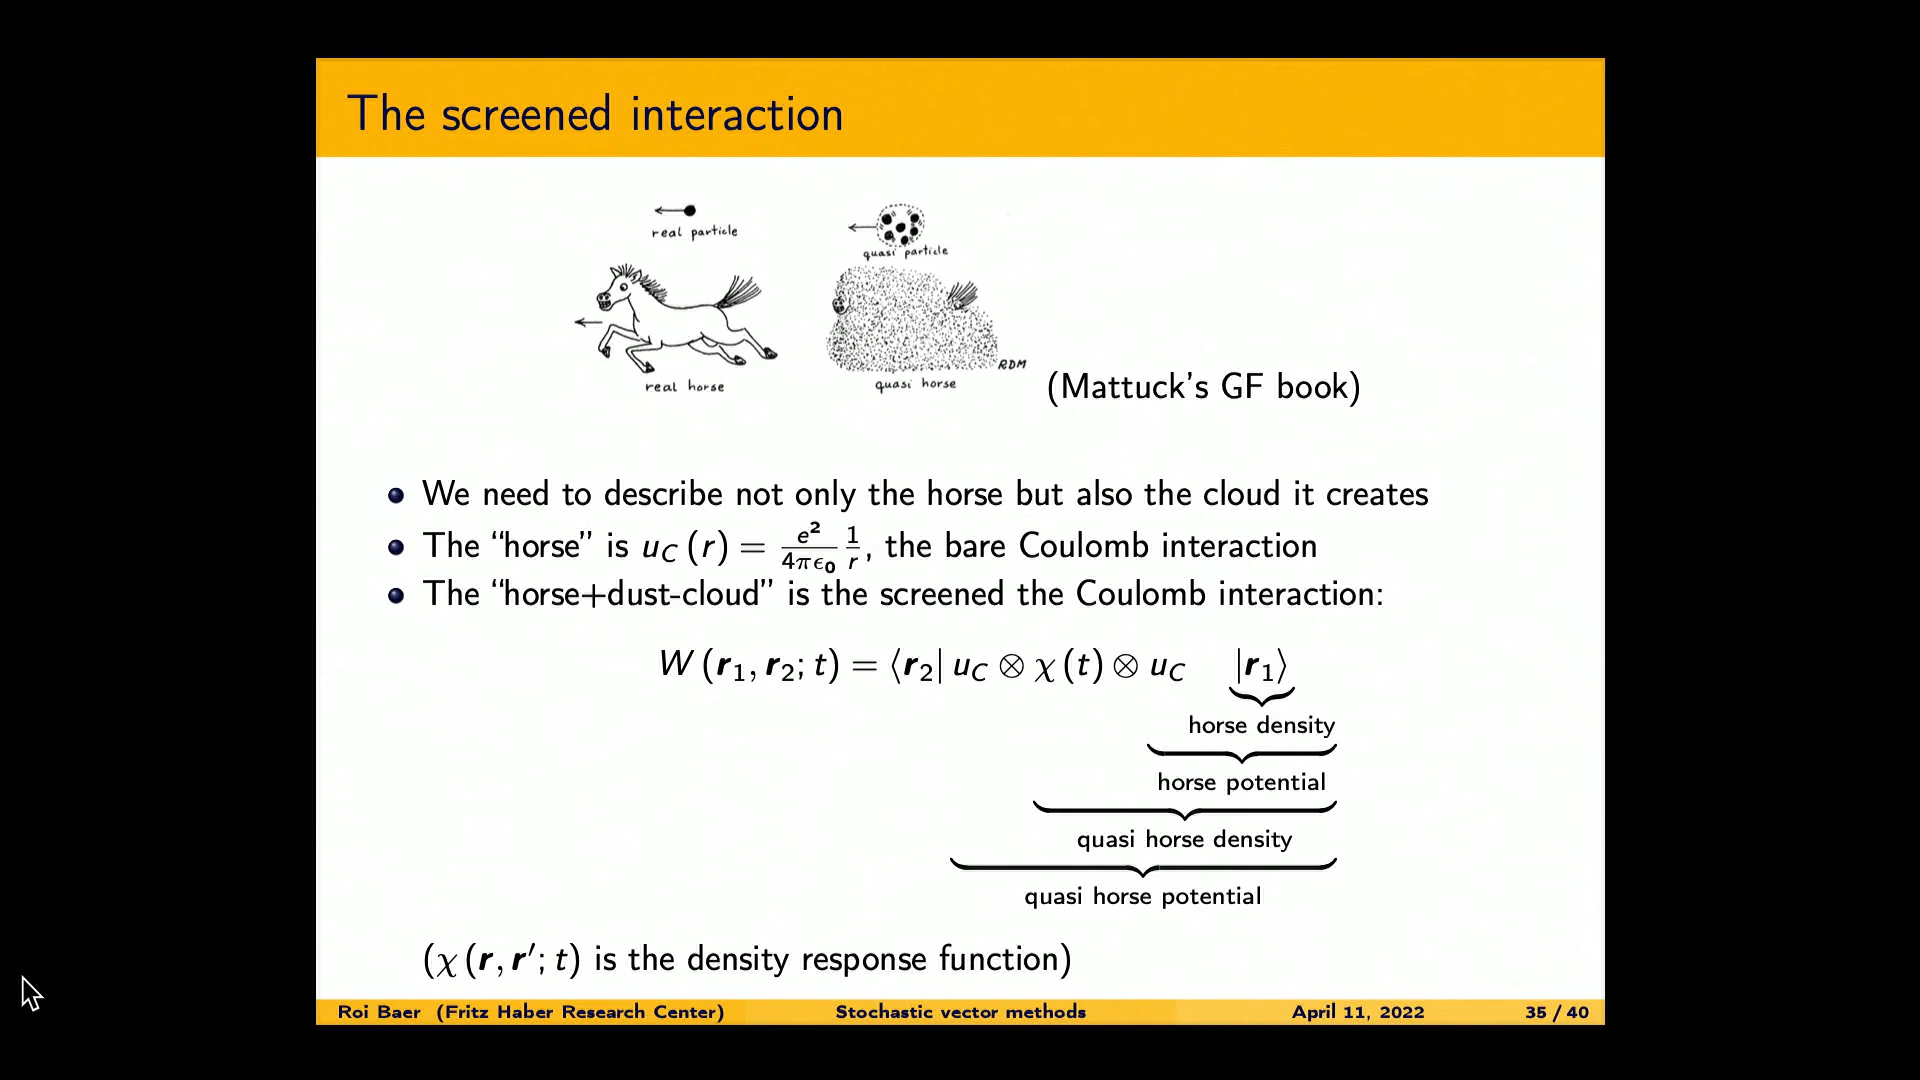 The screened interaction
real particle
quasi particle
real horse
quasi horse
RDM
(Mattuck's GF book)
We need to describe not only the horse but also the cloud it creates
The “horse” is u_C (r) = e²/4πϵ₀ 1/r, the bare Coulomb interaction
The “horse+dust-cloud” is the screened the Coulomb interaction:
W (r₁, r₂; t) = ⟨r₂| u_C ⊗ χ (t) ⊗ u_C |r₁⟩
horse density
horse potential
quasi horse density
quasi horse potential
(χ (r, r′; t) is the density response function)
Roi Baer (Fritz Haber Research Center) Stochastic vector methods April 11, 2022 35 / 40